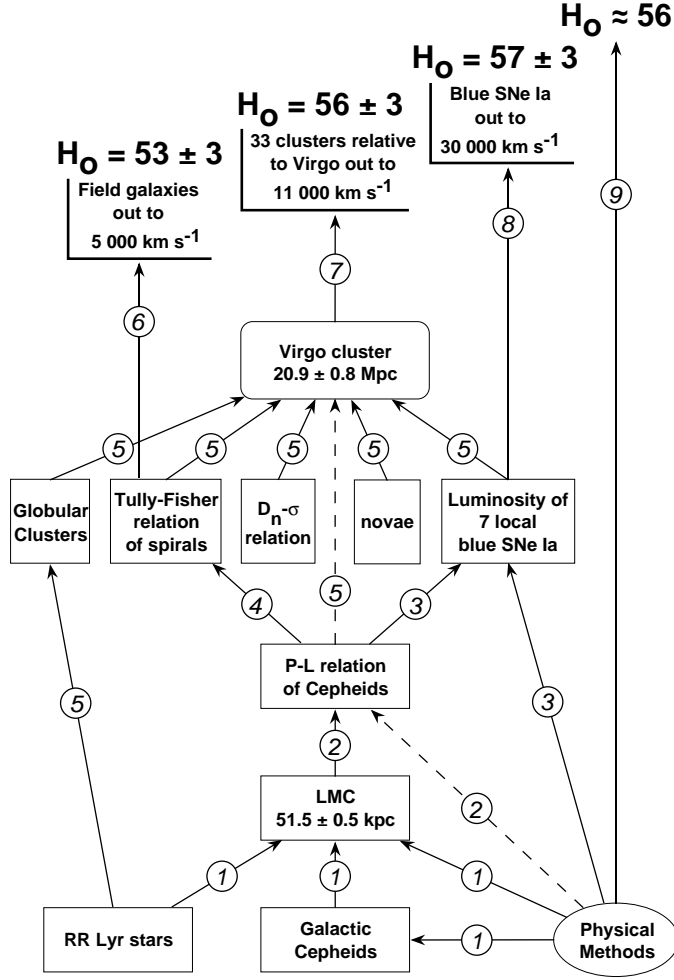 H₀ ≈ 56
H₀ = 57 ± 3
Blue SNe Ia
out to
30 000 km s⁻¹
H₀ = 56 ± 3
33 clusters relative
to Virgo out to
11 000 km s⁻¹
H₀ = 53 ± 3
Field galaxies
out to
5 000 km s⁻¹
9
8
7
6
Virgo cluster
20.9 ± 0.8 Mpc
5
5
5
5
5
Globular
Clusters
Tully-Fisher
relation
of spirals
Dₙ-σ
relation
novae
Luminosity of
7 local
blue SNe Ia
4
5
3
P-L relation
of Cepheids
5
3
2
LMC
51.5 ± 0.5 kpc
2
1
1
1
RR Lyr stars
Galactic
Cepheids
1
Physical
Methods